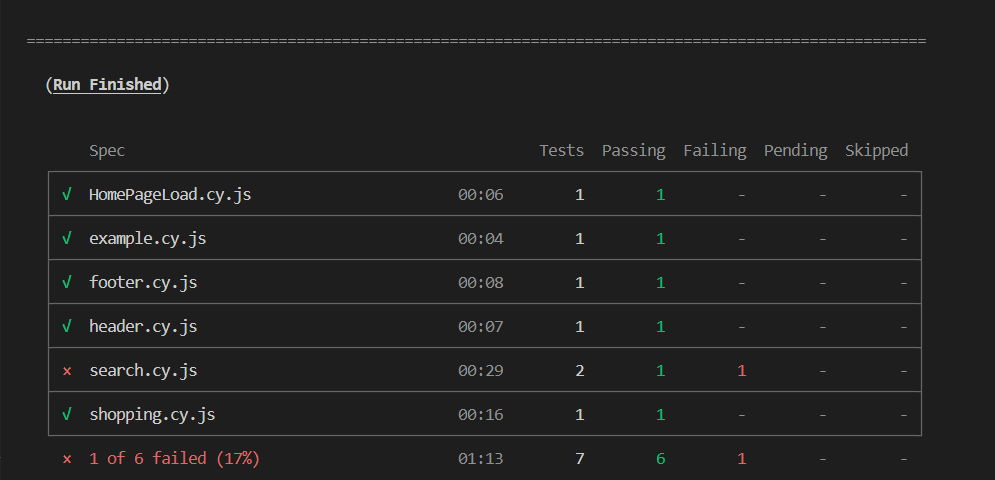 ====================================================================================================
(Run Finished)
Spec Tests Passing Failing Pending Skipped
√ HomePageLoad.cy.js 00:06 1 1 - - -
√ example.cy.js 00:04 1 1 - - -
√ footer.cy.js 00:08 1 1 - - -
√ header.cy.js 00:07 1 1 - - -
× search.cy.js 00:29 2 1 1 - -
√ shopping.cy.js 00:16 1 1 - - -
× 1 of 6 failed (17%) 01:13 7 6 1 - -